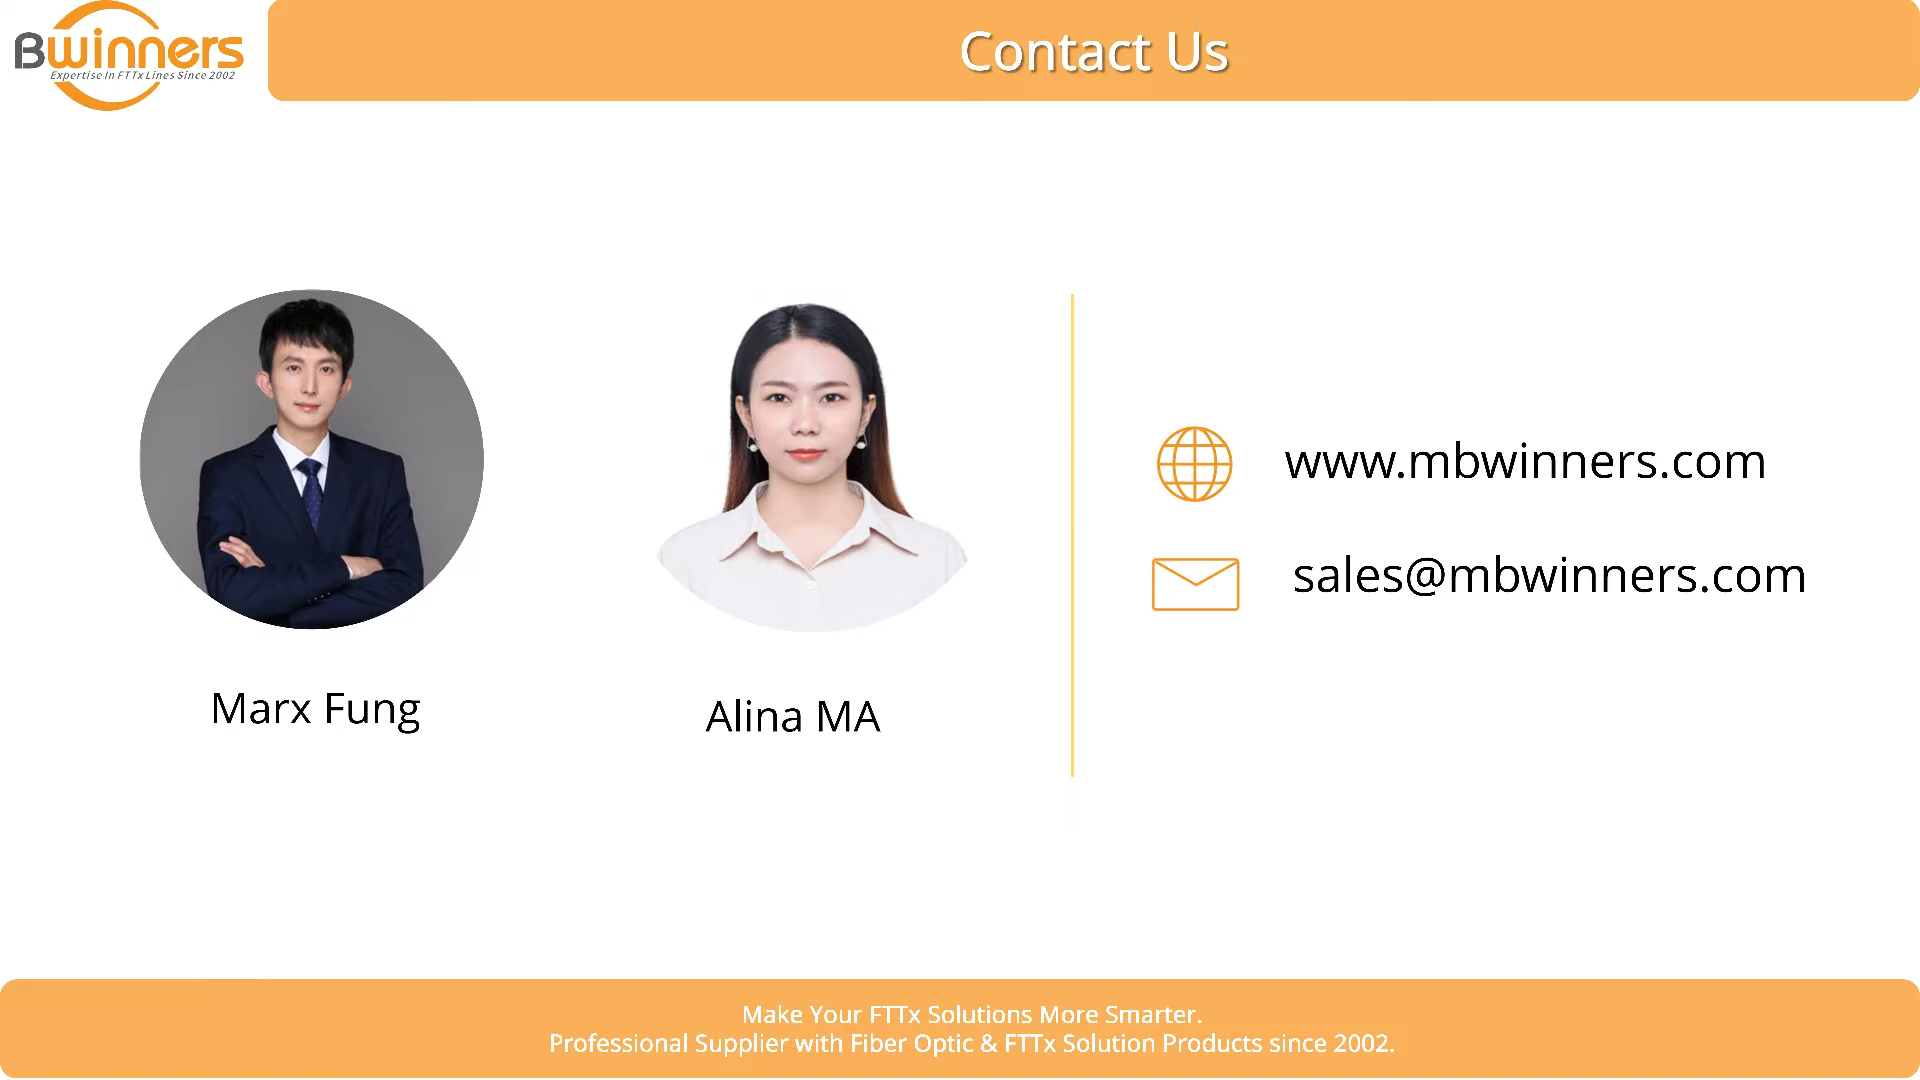 Bwinners
Expertise In FTTx Lines Since 2002
Contact Us
Marx Fung
Alina MA
www.mbwinners.com
sales@mbwinners.com
Make Your FTTx Solutions More Smarter.
Professional Supplier with Fiber Optic & FTTx Solution Products since 2002.